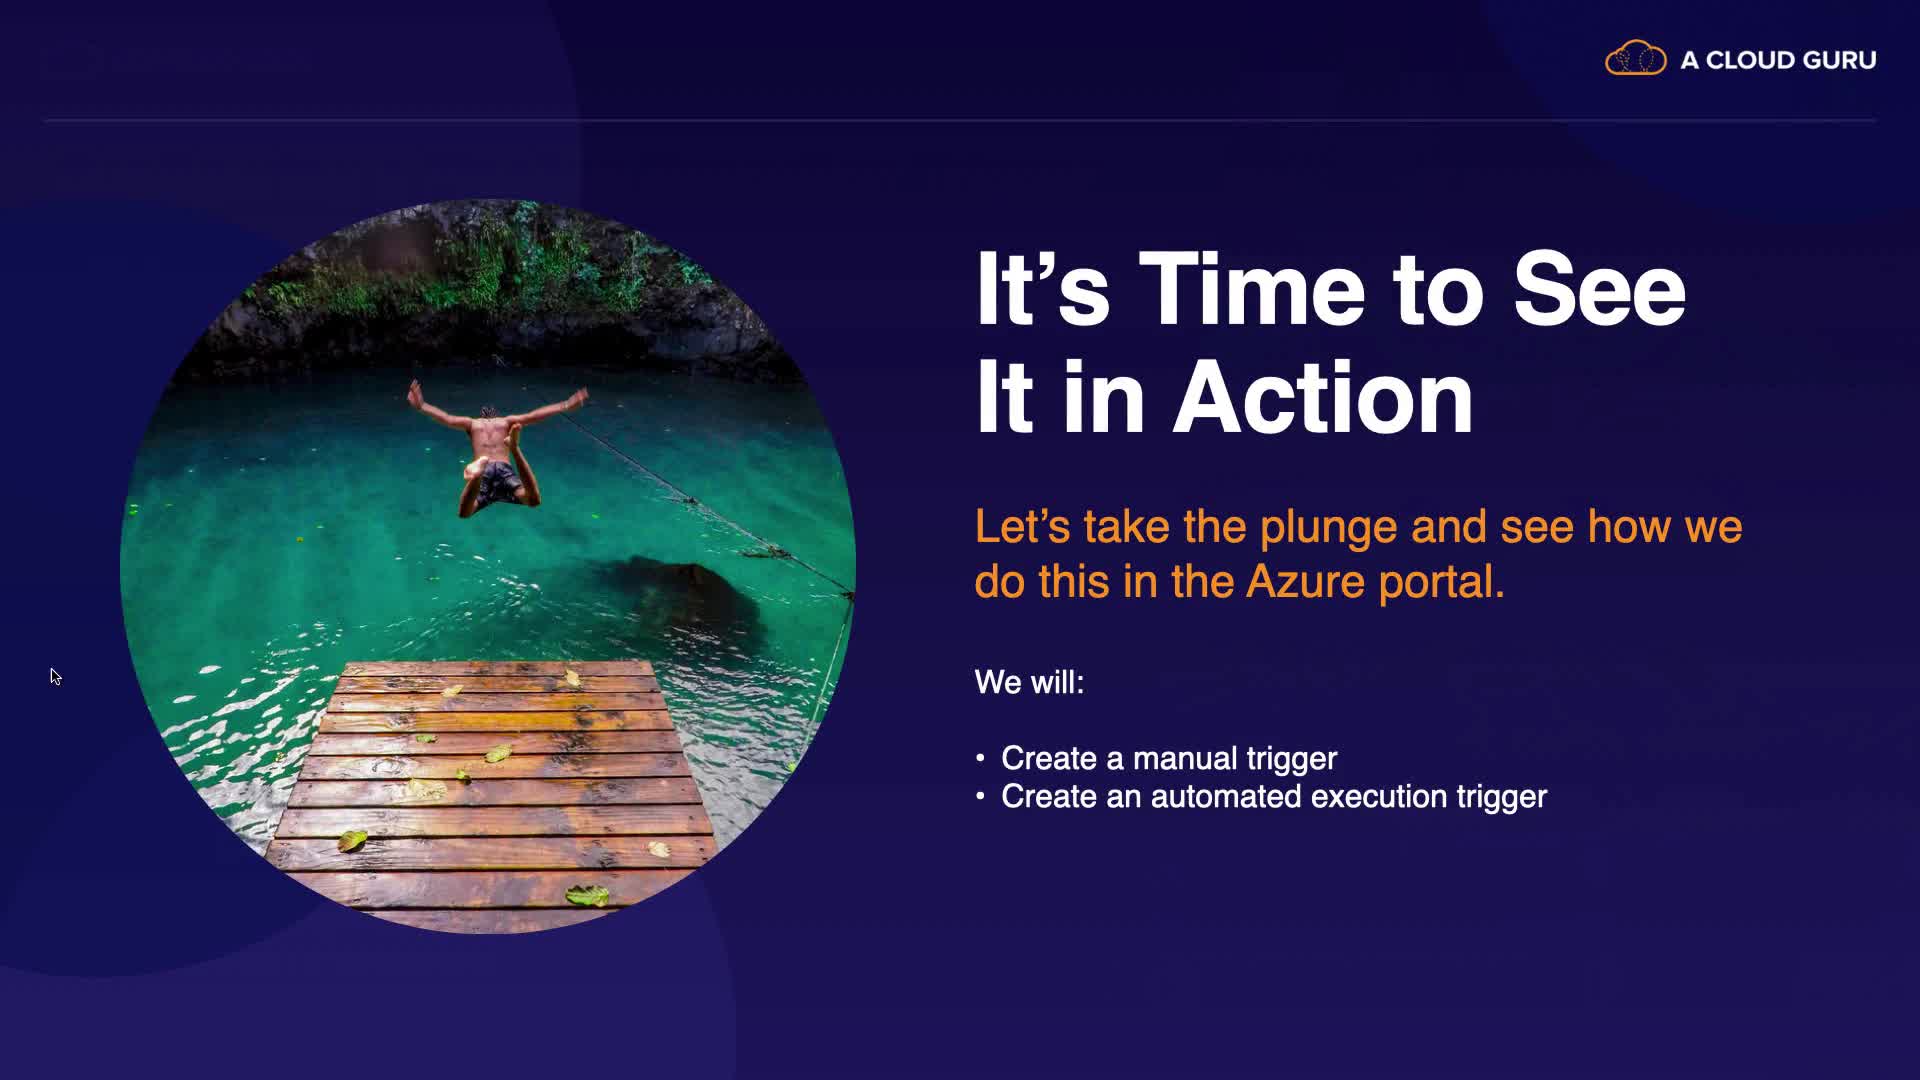 A CLOUD GURU
It’s Time to See
It in Action
Let’s take the plunge and see how we
do this in the Azure portal.
We will:
• Create a manual trigger
• Create an automated execution trigger